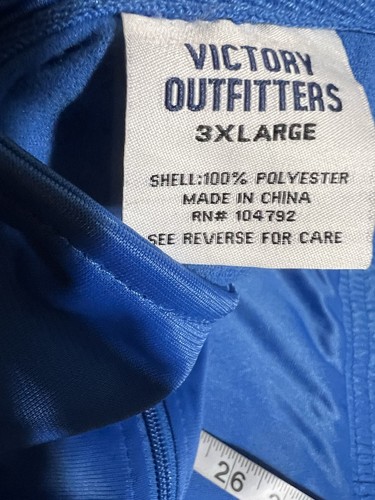 VICTORY
OUTFITTERS
3XLARGE
SHELL:100% POLYESTER
MADE IN CHINA
RN# 104792
SEE REVERSE FOR CARE
26